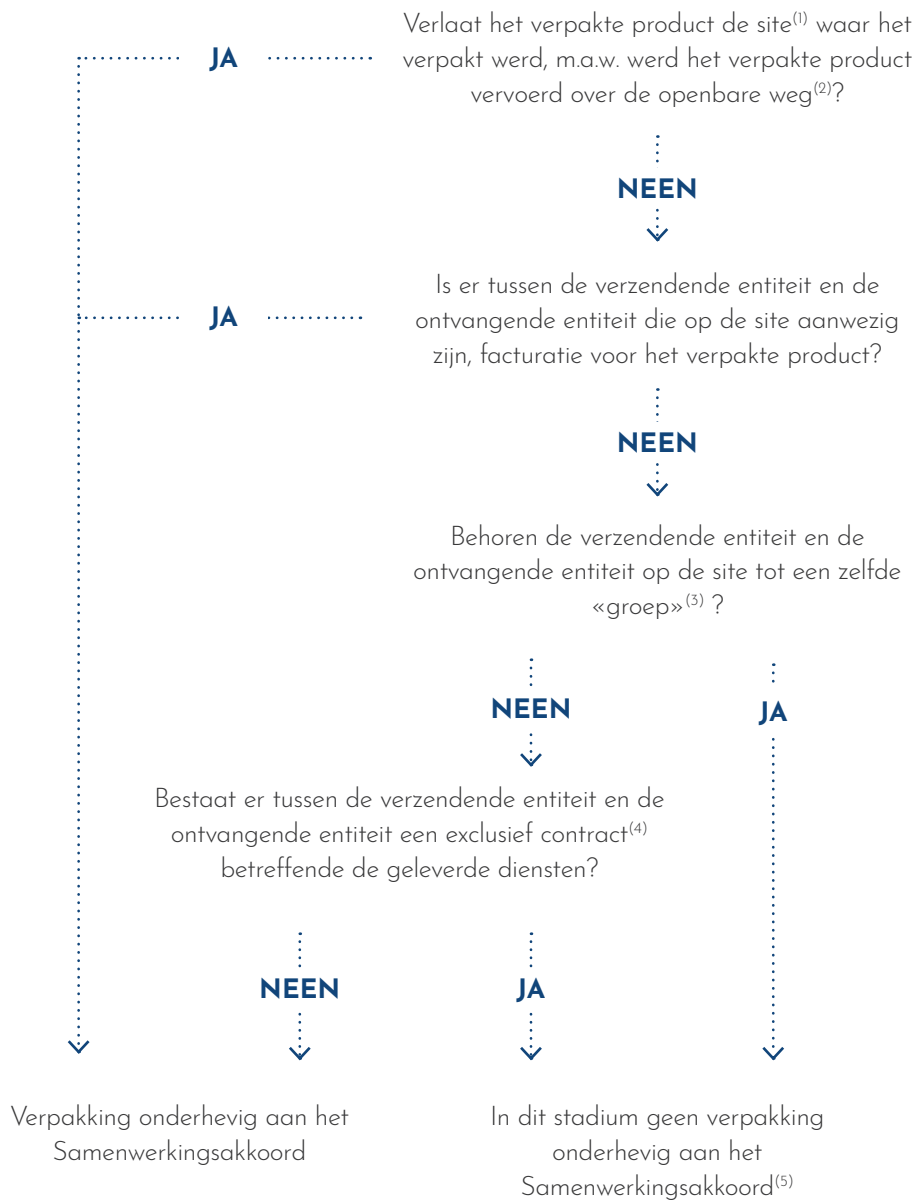 Verlaat het verpakte product de site(1) waar het
JA
verpakt werd, m.a.w. werd het verpakte product
vervoerd over de openbare weg(2)?
NEEN
Is er tussen de verzendende entiteit en de
JA
ontvangende entiteit die op de site aanwezig
zijn, facturatie voor het verpakte product?
NEEN
Behoren de verzendende entiteit en de
ontvangende entiteit op de site tot een zelfde
«groep»(3) ?
NEEN
JA
Bestaat er tussen de verzendende entiteit en de
ontvangende entiteit een exclusief contract(4)
betreffende de geleverde diensten?
NEEN
JA
Verpakking onderhevig aan het
Samenwerkingsakkoord
In dit stadium geen verpakking
onderhevig aan het
Samenwerkingsakkoord(5)